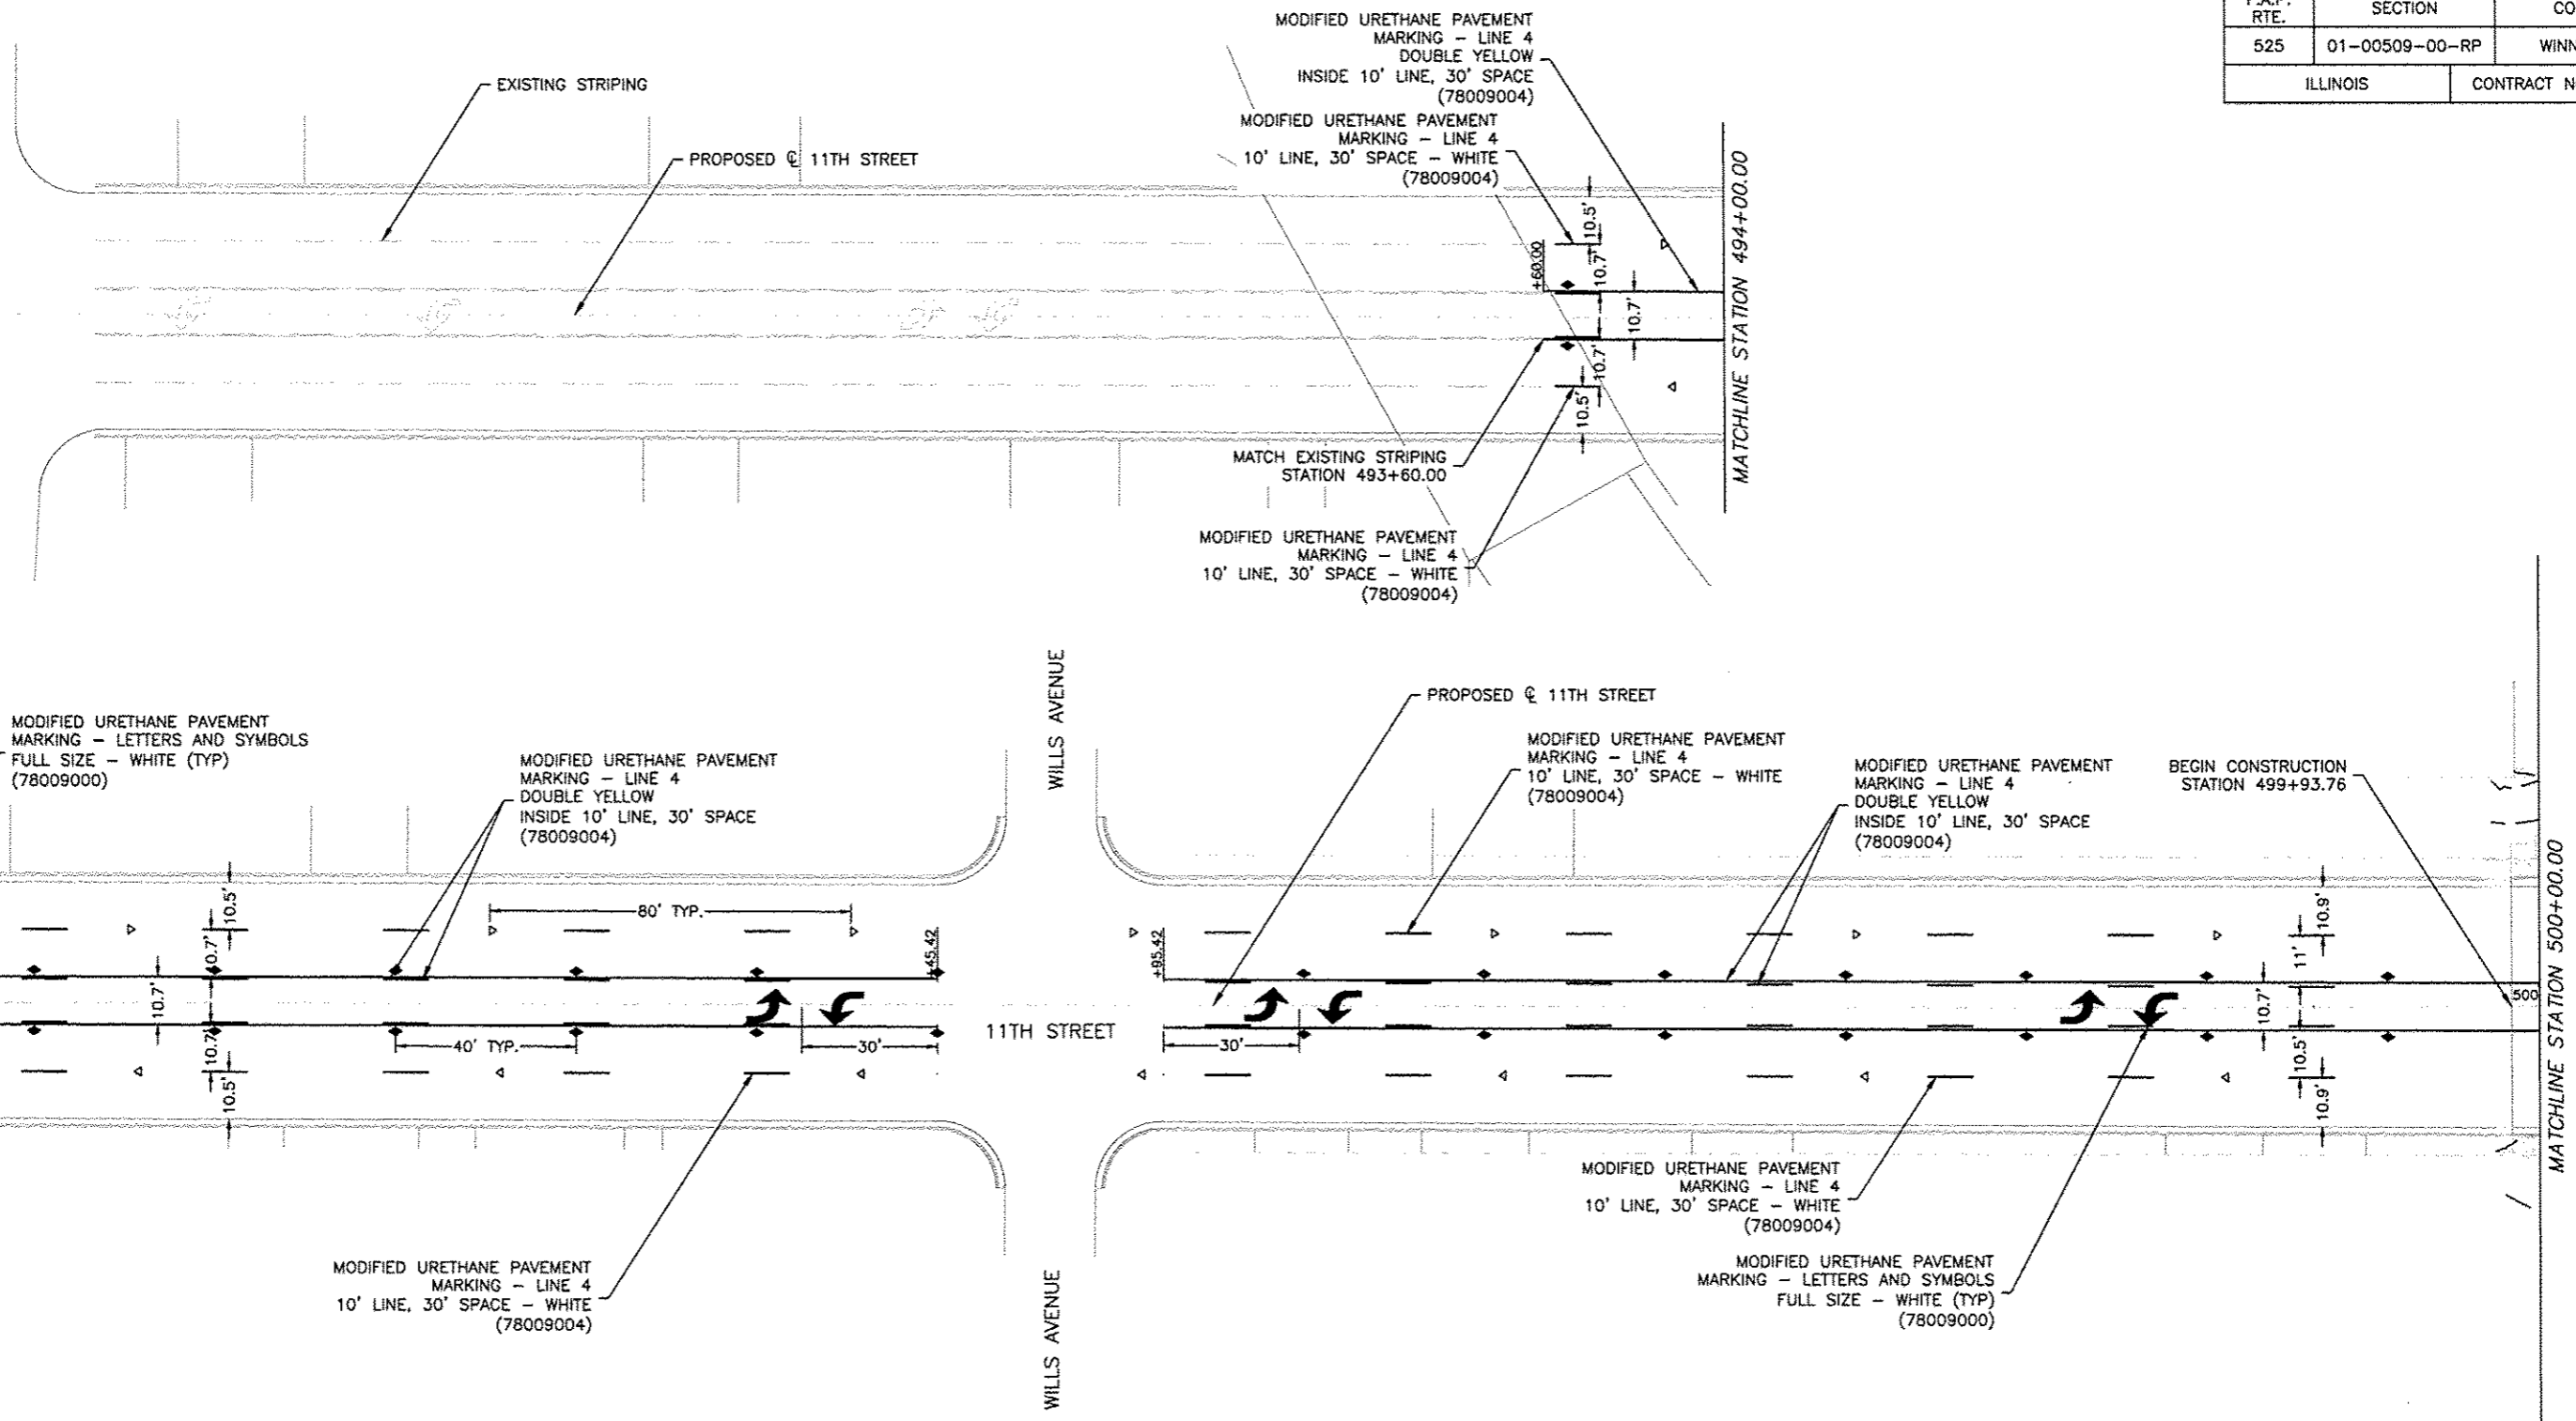 F.A.P. RTE.
SECTION
525
01-00509-00-RP
ILLINOIS
MODIFIED URETHANE PAVEMENT
MARKING – LINE 4
DOUBLE YELLOW
INSIDE 10' LINE, 30' SPACE
(78009004)
MODIFIED URETHANE PAVEMENT
MARKING – LINE 4
10' LINE, 30' SPACE – WHITE
(78009004)
EXISTING STRIPING
PROPOSED ℄ 11TH STREET
+60.00
10.5'
10.7'
10.7'
10.7'
10.5'
MATCHLINE STATION 494+00.00
MATCH EXISTING STRIPING
STATION 493+60.00
MODIFIED URETHANE PAVEMENT
MARKING – LINE 4
10' LINE, 30' SPACE – WHITE
(78009004)
MODIFIED URETHANE PAVEMENT
MARKING – LETTERS AND SYMBOLS
FULL SIZE – WHITE (TYP)
(78009000)
MODIFIED URETHANE PAVEMENT
MARKING – LINE 4
DOUBLE YELLOW
INSIDE 10' LINE, 30' SPACE
(78009004)
WILLS AVENUE
PROPOSED ℄ 11TH STREET
MODIFIED URETHANE PAVEMENT
MARKING – LINE 4
10' LINE, 30' SPACE – WHITE
(78009004)
MODIFIED URETHANE PAVEMENT
MARKING – LINE 4
DOUBLE YELLOW
INSIDE 10' LINE, 30' SPACE
(78009004)
BEGIN CONSTRUCTION
STATION 499+93.76
10.5'
10.7'
10.7'
10.7'
10.5'
80' TYP.
40' TYP.
30'
+45.42
11TH STREET
+95.42
30'
10.9'
11'
10.7'
10.5'
10.9'
500
MATCHLINE STATION 500+00.00
MODIFIED URETHANE PAVEMENT
MARKING – LINE 4
10' LINE, 30' SPACE – WHITE
(78009004)
WILLS AVENUE
MODIFIED URETHANE PAVEMENT
MARKING – LINE 4
10' LINE, 30' SPACE – WHITE
(78009004)
MODIFIED URETHANE PAVEMENT
MARKING – LETTERS AND SYMBOLS
FULL SIZE – WHITE (TYP)
(78009000)